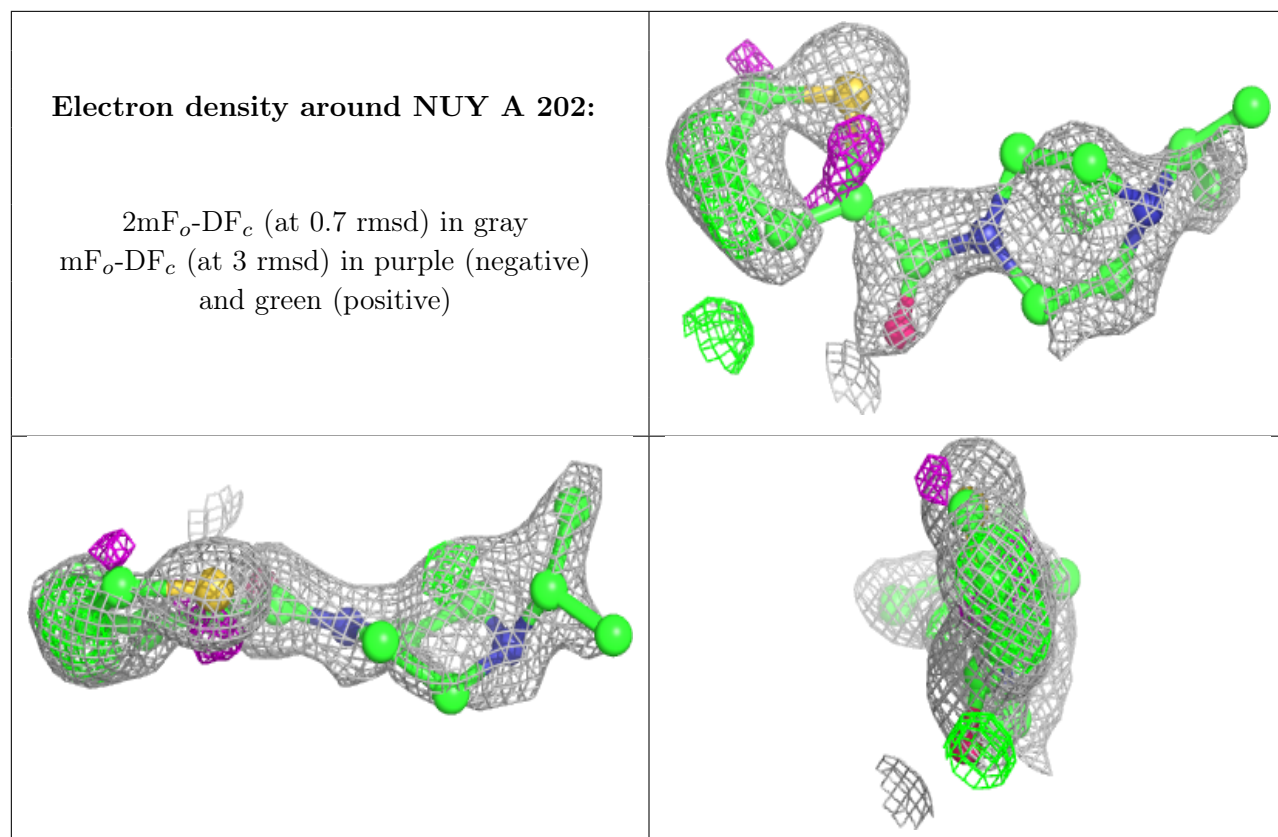 Electron density around NUY A 202:
2mFₒ-DF𝒸 (at 0.7 rmsd) in gray
mFₒ-DF𝒸 (at 3 rmsd) in purple (negative)
and green (positive)